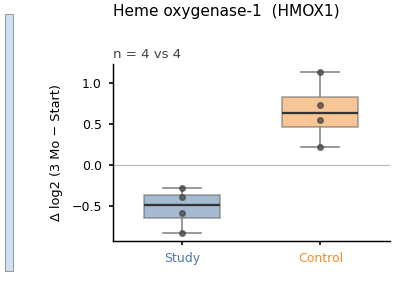 Heme oxygenase-1 (HMOX1)
n = 4 vs 4
Δ log2 (3 Mo − Start)
1.0
0.5
0.0
−0.5
Study Control